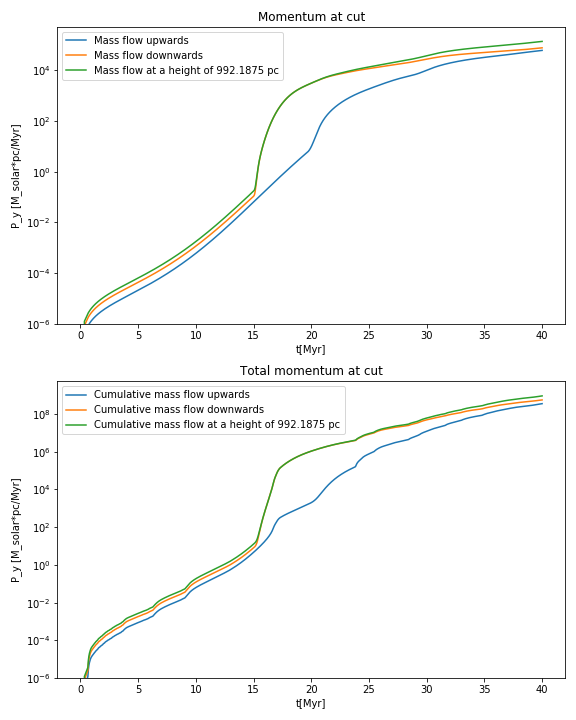 Momentum at cut
Mass flow upwards
Mass flow downwards
Mass flow at a height of 992.1875 pc
P_y [M_solar*pc/Myr]
10^4
10^2
10^0
10^−2
10^−4
10^−6
0 5 10 15 20 25 30 35 40
t[Myr]
Total momentum at cut
Cumulative mass flow upwards
Cumulative mass flow downwards
Cumulative mass flow at a height of 992.1875 pc
P_y [M_solar*pc/Myr]
10^8
10^6
10^4
10^2
10^0
10^−2
10^−4
10^−6
0 5 10 15 20 25 30 35 40
t[Myr]